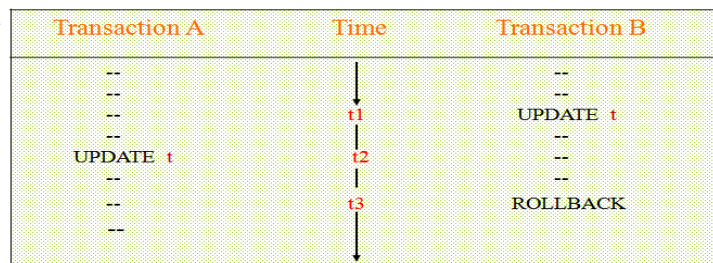 Transaction A Time Transaction B
-- --
-- --
-- t1 UPDATE t
-- --
UPDATE t t2 --
-- --
-- t3 ROLLBACK
--